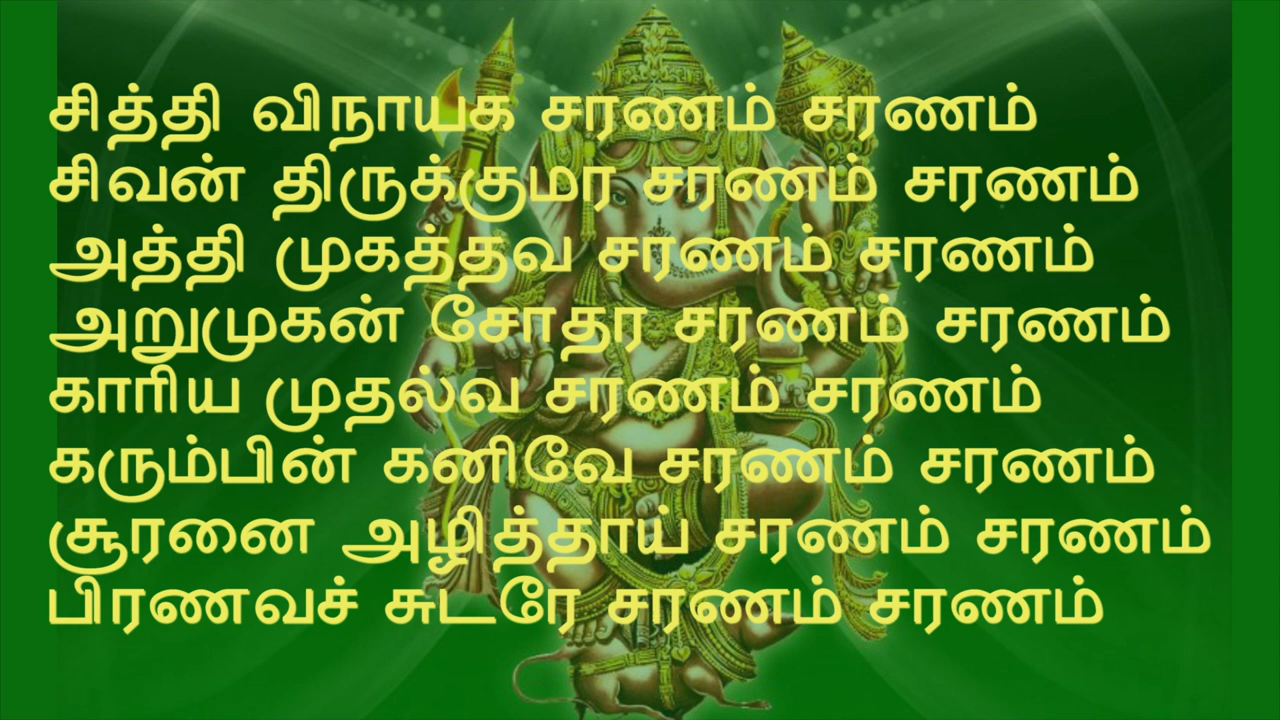 சித்தி விநாயக சரணம் சரணம்
சிவன் திருக்குமர சரணம் சரணம்
அத்தி முகத்தவ சரணம் சரணம்
அறுமுகன் சோதர சரணம் சரணம்
காரிய முதல்வ சரணம் சரணம்
கரும்பின் கனிவே சரணம் சரணம்
சூரனை அழித்தாய் சரணம் சரணம்
பிரணவச் சுடரே சரணம் சரணம்